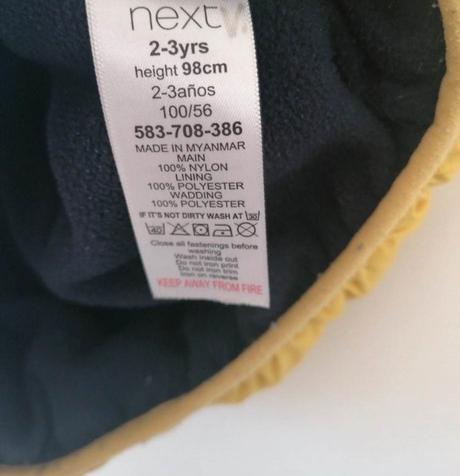 next
2-3yrs
height 98cm
2-3años
100/56
583-708-386
MADE IN MYANMAR
MAIN
100% NYLON
LINING
100% POLYESTER
WADDING
100% POLYESTER
IF IT'S NOT DIRTY WASH AT 30
40
Close all fastenings before
washing
Wash inside out
Do not iron print
Do not iron trim
Iron on reverse
KEEP AWAY FROM FIRE